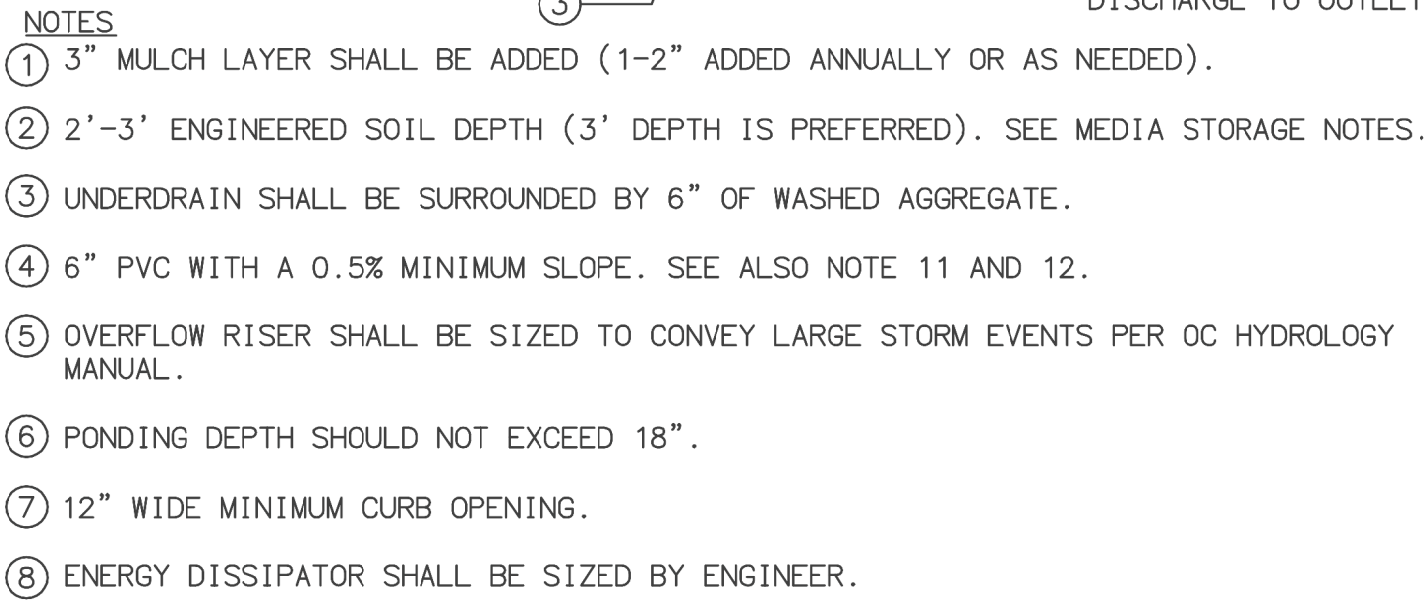 3 DISCHARGE TO OUTLET
NOTES
1 3" MULCH LAYER SHALL BE ADDED (1-2" ADDED ANNUALLY OR AS NEEDED).
2 2'-3' ENGINEERED SOIL DEPTH (3' DEPTH IS PREFERRED). SEE MEDIA STORAGE NOTES.
3 UNDERDRAIN SHALL BE SURROUNDED BY 6" OF WASHED AGGREGATE.
4 6" PVC WITH A 0.5% MINIMUM SLOPE. SEE ALSO NOTE 11 AND 12.
5 OVERFLOW RISER SHALL BE SIZED TO CONVEY LARGE STORM EVENTS PER OC HYDROLOGY
MANUAL.
6 PONDING DEPTH SHOULD NOT EXCEED 18".
7 12" WIDE MINIMUM CURB OPENING.
8 ENERGY DISSIPATOR SHALL BE SIZED BY ENGINEER.